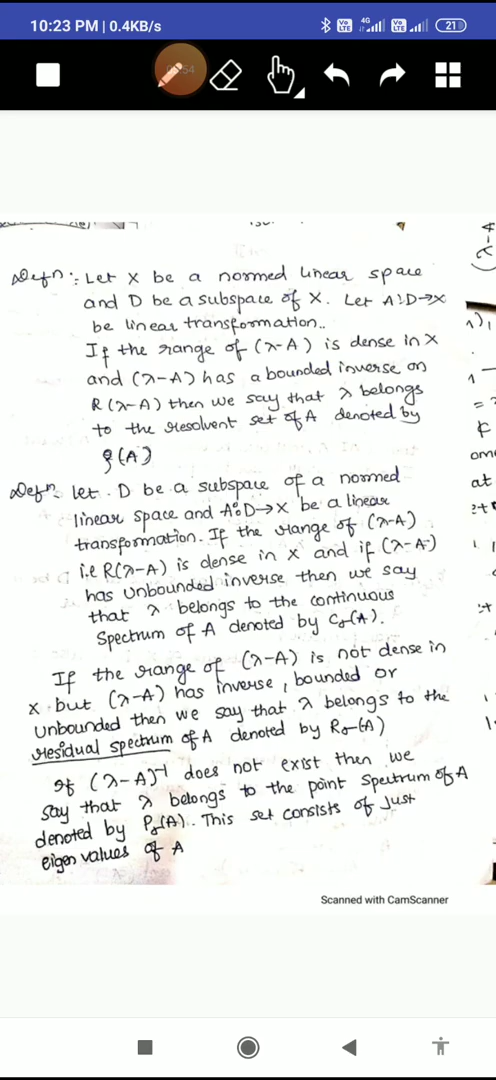 10:23 PM | 0.4KB/s
4G
21
Defn:. Let X be a normed linear space
and D be a subspace of X. Let A:D→X
be linear transformation..
If the range of (λ-A) is dense in X
and (λ-A) has a bounded inverse on
R(λ-A) then we say that λ belongs
to the resolvent set of A denoted by
ρ(A)
Defn: Let D be a subspace of a normed
linear space and A:D→X be a linear
transformation. If the range of (λ-A)
i.e R(λ-A) is dense in X and if (λ-A)
has unbounded inverse then we say
that λ belongs to the continuous
Spectrum of A denoted by Cσ(A).
If the range of (λ-A) is not dense in
X but (λ-A) has inverse, bounded or
unbounded then we say that λ belongs to the
residual spectrum of A denoted by Rσ(A)
If (λ-A)⁻¹ does not exist then we
say that λ belongs to the point spectrum of A
denoted by Pσ(A).. This set consists of just
eigen values of A
Scanned with CamScanner